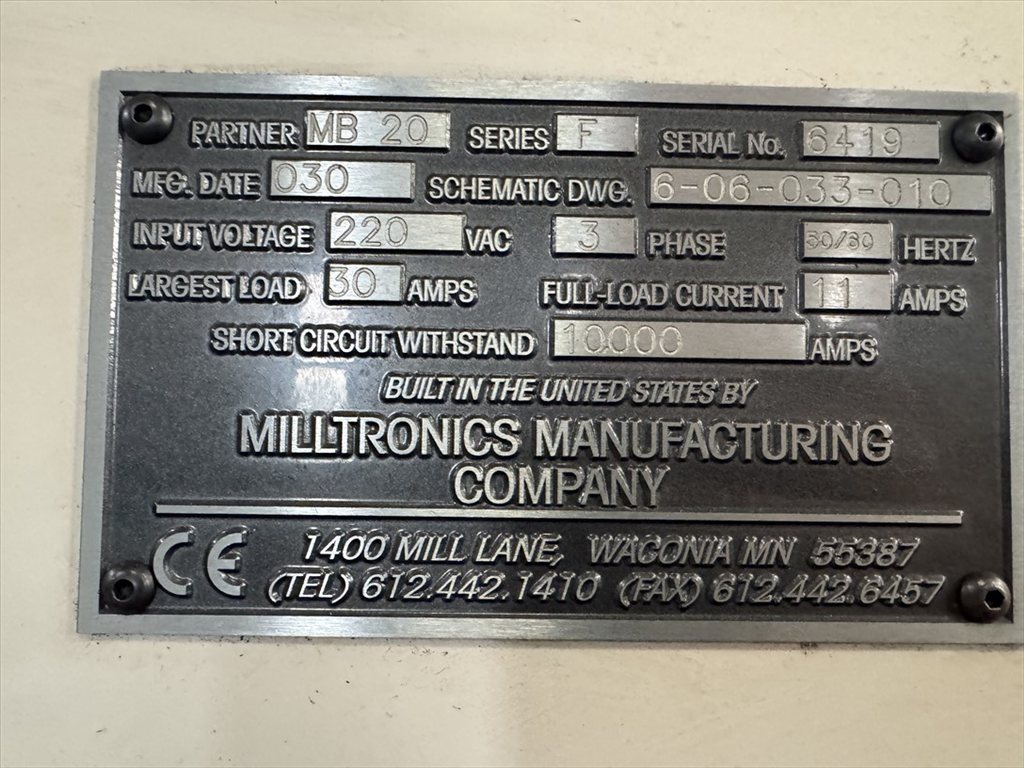 PARTNER MB 20 SERIES F SERIAL No. 6419
MFG. DATE 030 SCHEMATIC DWG. 6-06-033-010
INPUT VOLTAGE 220 VAC 3 PHASE 50/60 HERTZ
LARGEST LOAD 30 AMPS FULL-LOAD CURRENT 11 AMPS
SHORT CIRCUIT WITHSTAND 10000 AMPS
BUILT IN THE UNITED STATES BY
MILLTRONICS MANUFACTURING
COMPANY
CE 1400 MILL LANE, WACONIA MN 55387
(TEL) 612.442.1410 (FAX) 612.442.6457